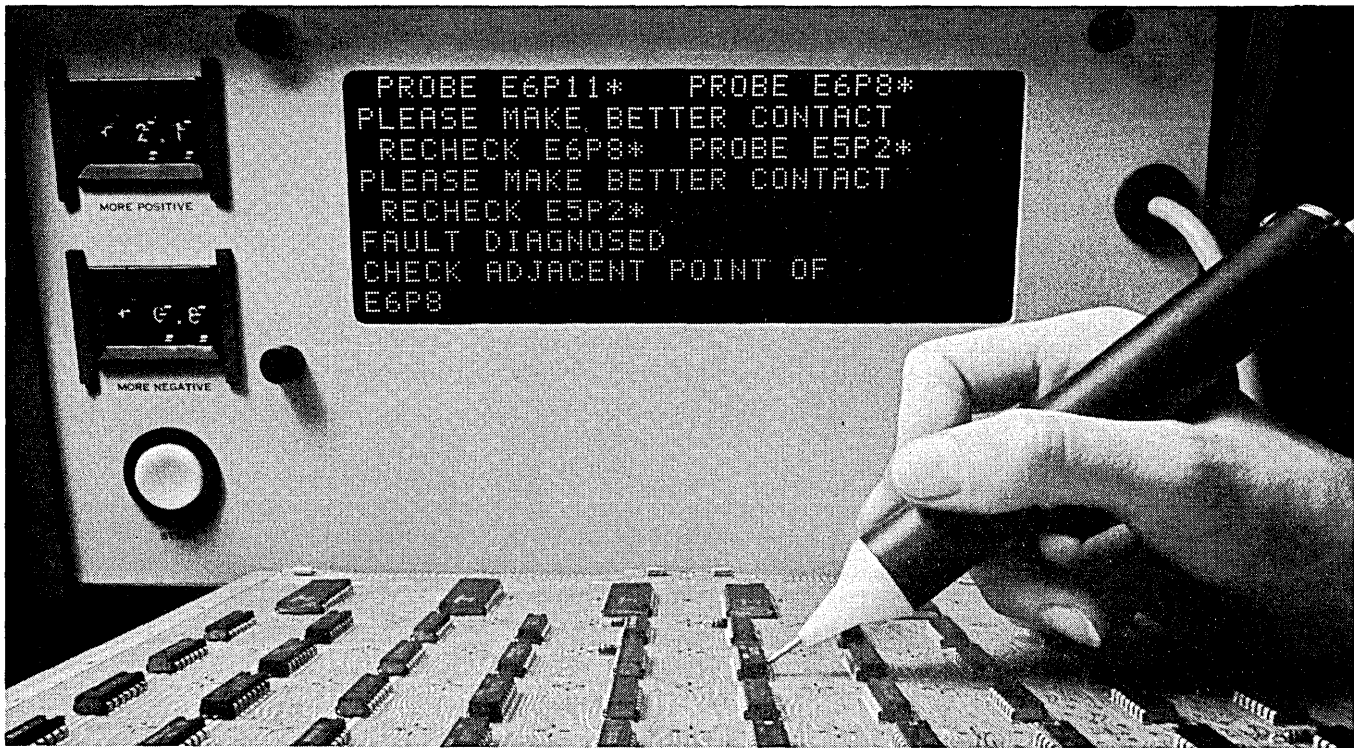 PROBE E6P11* PROBE E6P8*
PLEASE MAKE BETTER CONTACT
RECHECK E6P8* PROBE E5P2*
PLEASE MAKE BETTER CONTACT
RECHECK E5P2*
FAULT DIAGNOSED
CHECK ADJACENT POINT OF
E6P8
MORE POSITIVE
MORE NEGATIVE